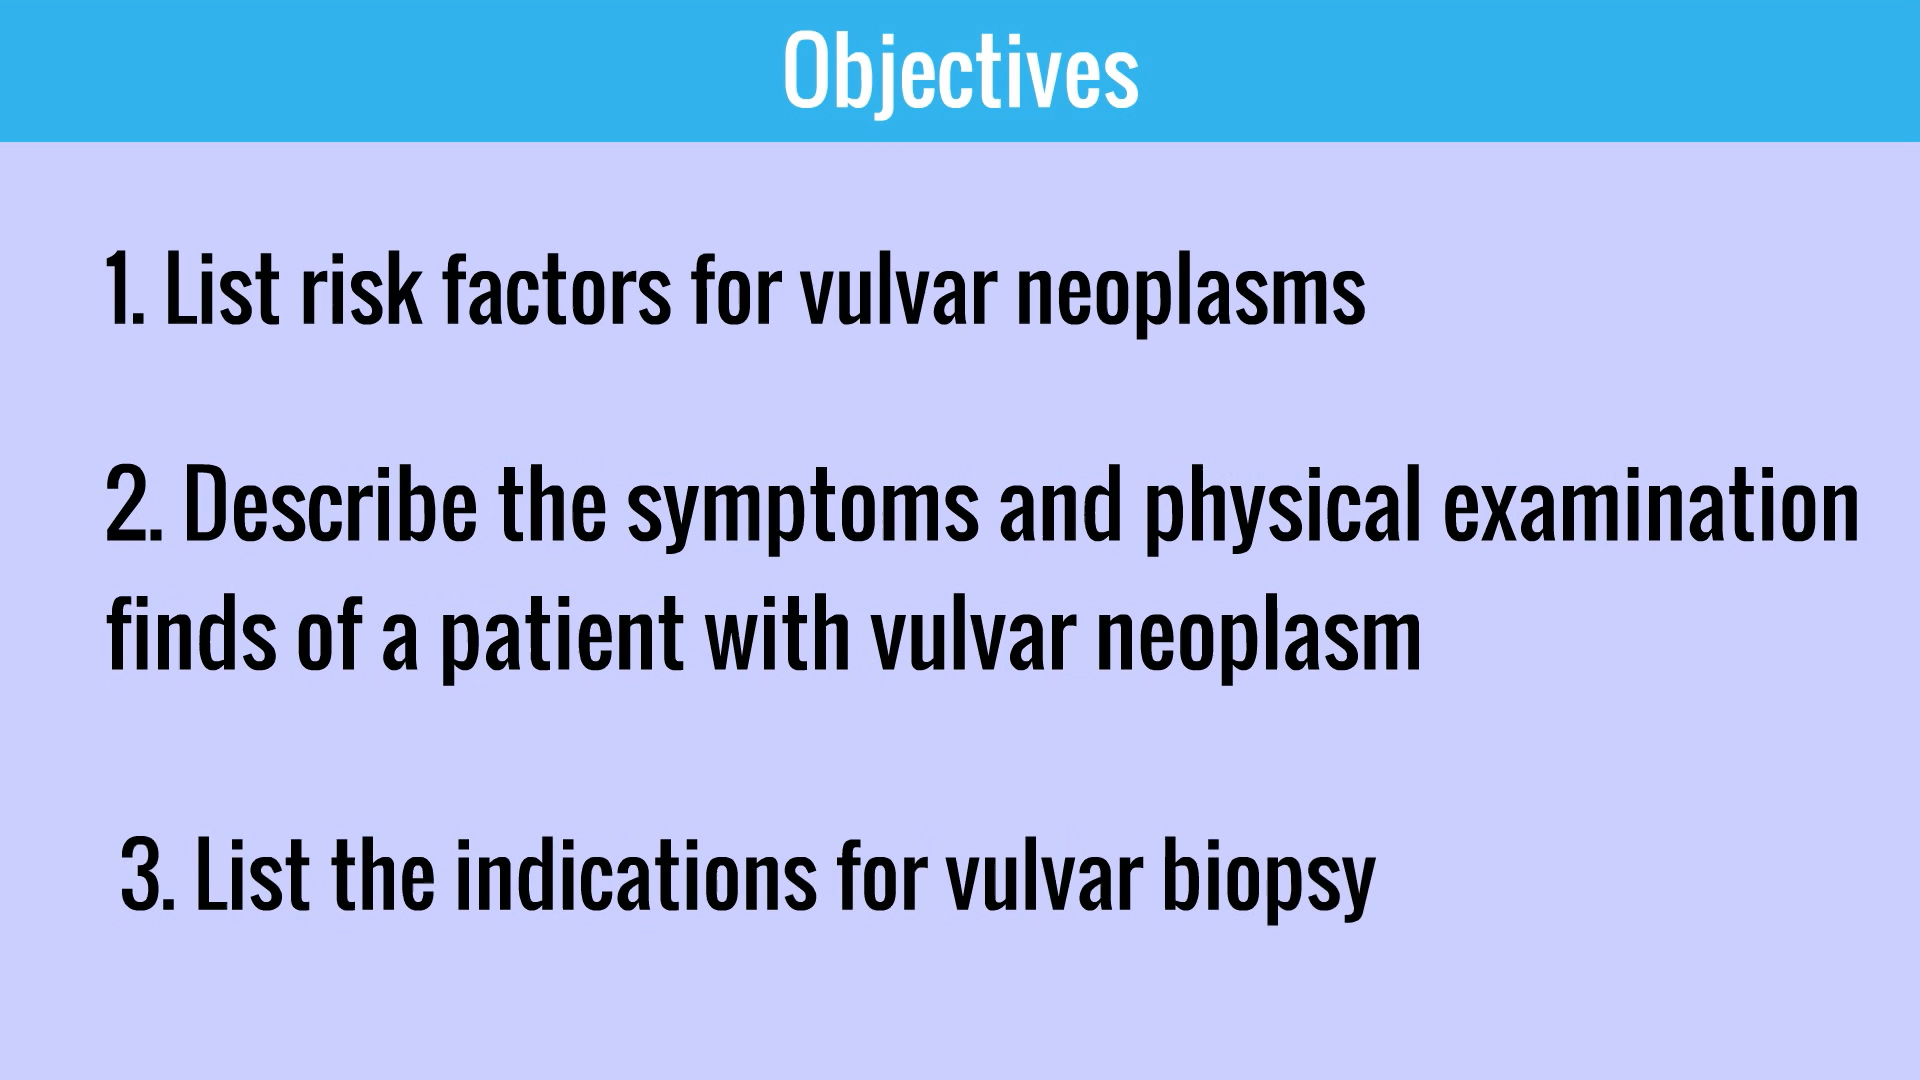 Objectives
1. List risk factors for vulvar neoplasms
2. Describe the symptoms and physical examination
finds of a patient with vulvar neoplasm
3. List the indications for vulvar biopsy